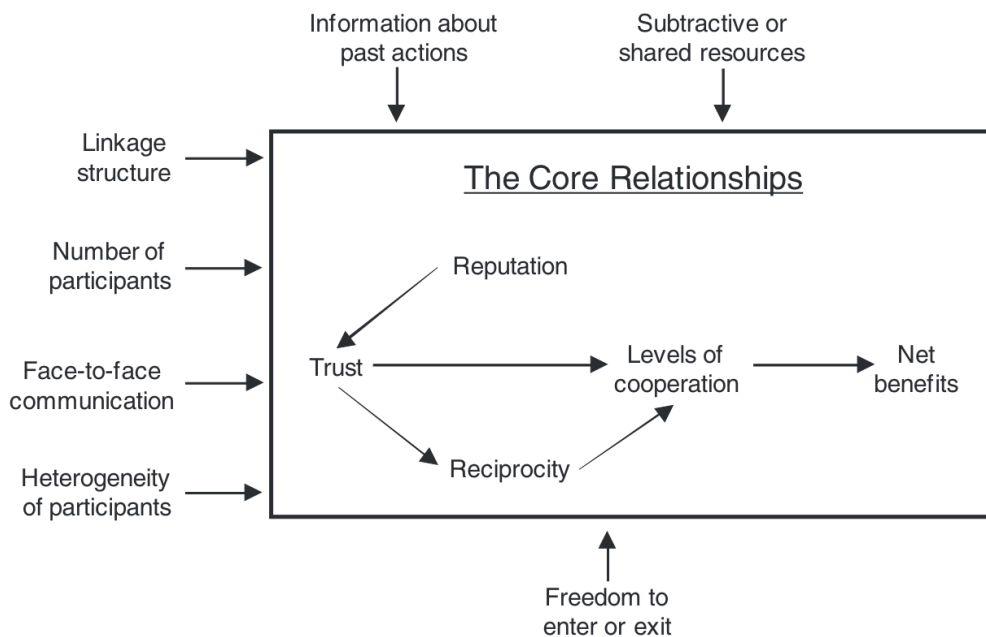 Information about
past actions
Subtractive or
shared resources
Linkage
structure
The Core Relationships
Number of
participants
Reputation
Face-to-face
communication
Trust
Levels of
cooperation
Net
benefits
Reciprocity
Heterogeneity
of participants
Freedom to
enter or exit